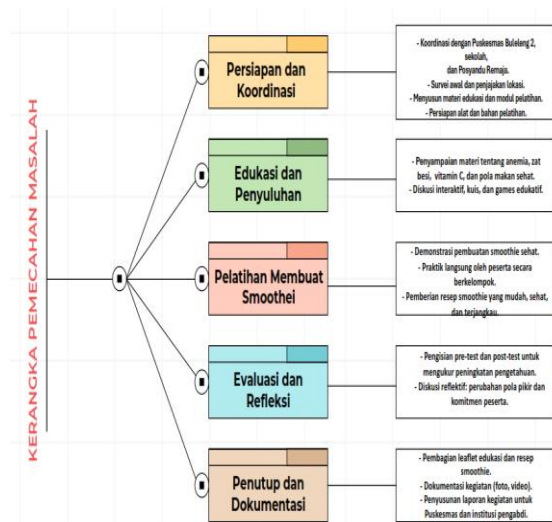 KERANGKA PEMECAHAN MASALAH
Persiapan dan
Koordinasi
- Koordinasi dengan Puskesmas Buleleng 2,
sekolah,
dan Posyandu Remaja.
- Survei awal dan penjajakan lokasi.
- Menyusun materi edukasi dan modul pelatihan.
- Persiapan alat dan bahan pelatihan.
Edukasi dan
Penyuluhan
- Penyampaian materi tentang anemia, zat
besi, vitamin C, dan pola makan sehat.
- Diskusi interaktif, kuis, dan games edukatif.
Pelatihan Membuat
Smoothei
- Demonstrasi pembuatan smoothie sehat.
- Praktik langsung oleh peserta secara
berkelompok.
- Pemberian resep smoothie yang mudah, sehat,
dan terjangkau.
Evaluasi dan
Refleksi
- Pengisian pre-test dan post-test untuk
mengukur peningkatan pengetahuan.
- Diskusi reflektif: perubahan pola pikir dan
komitmen peserta.
Penutup dan
Dokumentasi
- Pembagian leaflet edukasi dan resep
smoothie.
- Dokumentasi kegiatan (foto, video).
- Penyusunan laporan kegiatan untuk
Puskesmas dan institusi pengabdi.